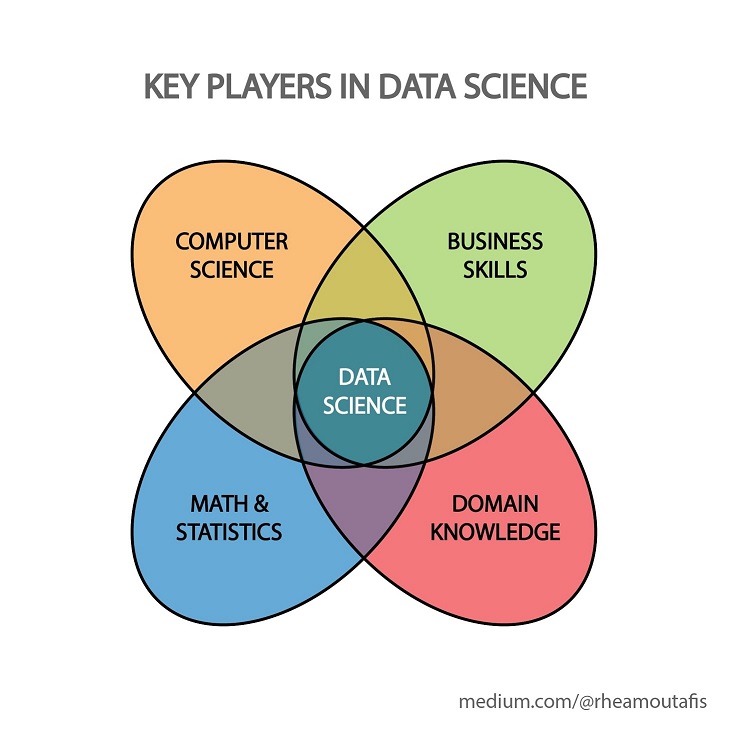 KEY PLAYERS IN DATA SCIENCE
COMPUTER
SCIENCE
BUSINESS
SKILLS
DATA
SCIENCE
MATH &
STATISTICS
DOMAIN
KNOWLEDGE
medium.com/@rheamoutafis